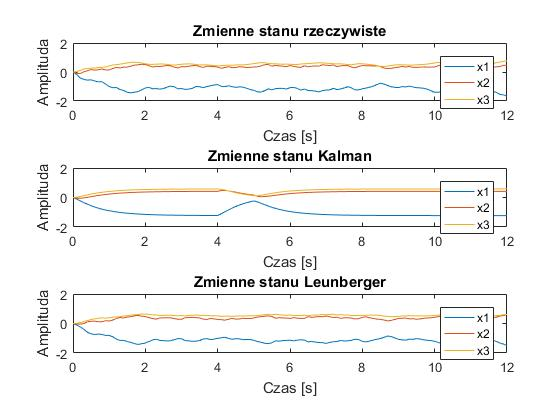 Zmienne stanu rzeczywiste
Amplituda
2
0
-2
x1
x2
x3
0 2 4 6 8 10 12
Czas [s]
Zmienne stanu Kalman
Amplituda
2
0
-2
x1
x2
x3
0 2 4 6 8 10 12
Czas [s]
Zmienne stanu Leunberger
Amplituda
2
0
-2
x1
x2
x3
0 2 4 6 8 10 12
Czas [s]